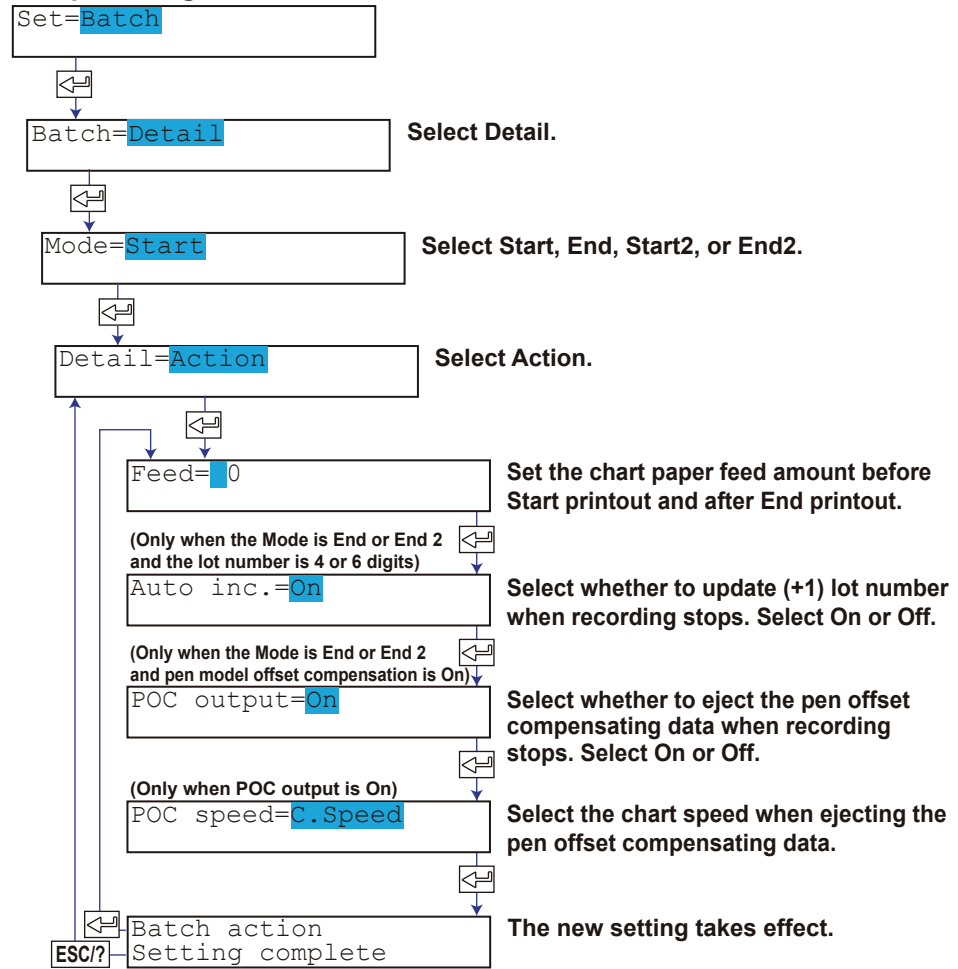 Set=Batch
Batch=Detail
Select Detail.
Mode=Start
Select Start, End, Start2, or End2.
Detail=Action
Select Action.
Feed= 0
Set the chart paper feed amount before
Start printout and after End printout.
(Only when the Mode is End or End 2
and the lot number is 4 or 6 digits)
Auto inc.=On
Select whether to update (+1) lot number
when recording stops. Select On or Off.
(Only when the Mode is End or End 2
and pen model offset compensation is On)
POC output=On
Select whether to eject the pen offset
compensating data when recording
stops. Select On or Off.
(Only when POC output is On)
POC speed=C.Speed
Select the chart speed when ejecting the
pen offset compensating data.
Batch action
Setting complete
The new setting takes effect.
ESC/?